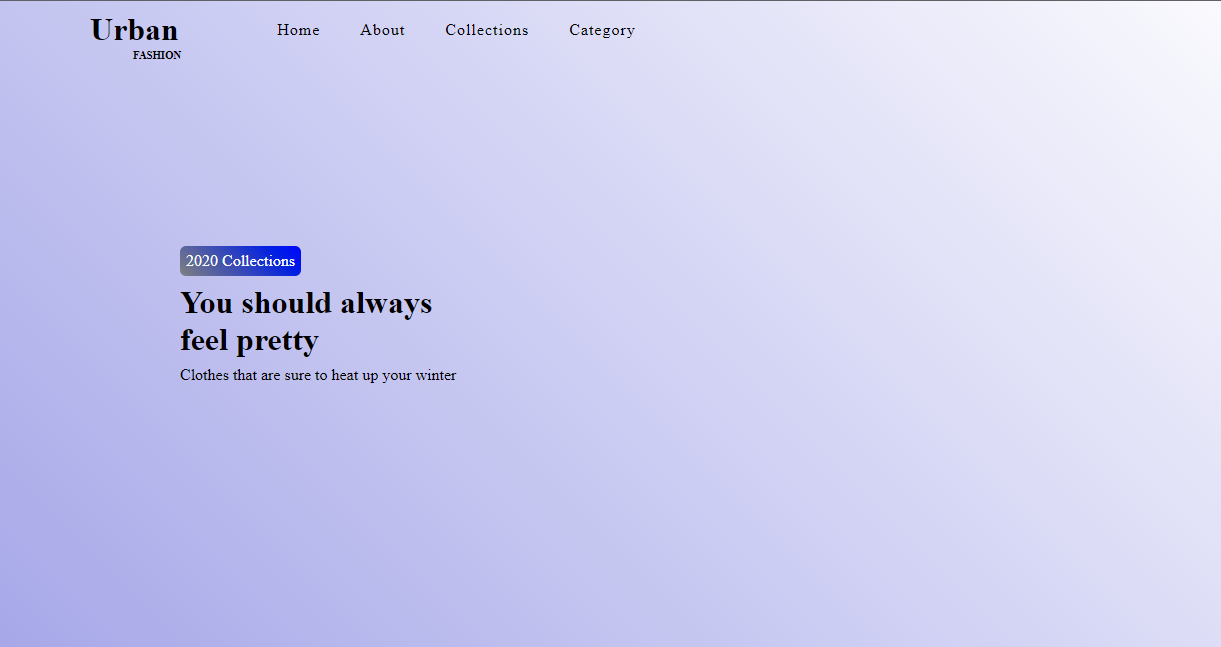 Urban
FASHION
Home About Collections Category
2020 Collections
You should always
feel pretty
Clothes that are sure to heat up your winter